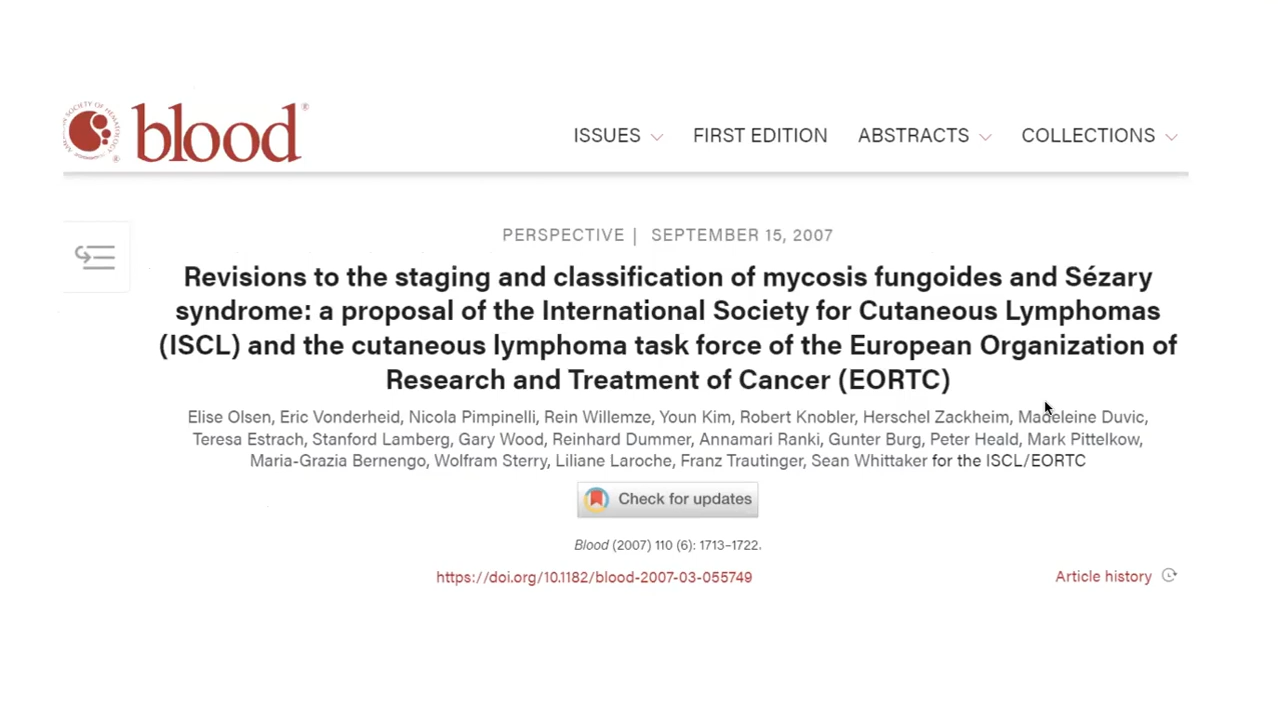 blood®
ISSUES
FIRST EDITION
ABSTRACTS
COLLECTIONS
PERSPECTIVE | SEPTEMBER 15, 2007
Revisions to the staging and classification of mycosis fungoides and Sézary
syndrome: a proposal of the International Society for Cutaneous Lymphomas
(ISCL) and the cutaneous lymphoma task force of the European Organization of
Research and Treatment of Cancer (EORTC)
Elise Olsen, Eric Vonderheid, Nicola Pimpinelli, Rein Willemze, Youn Kim, Robert Knobler, Herschel Zackheim, Madeleine Duvic,
Teresa Estrach, Stanford Lamberg, Gary Wood, Reinhard Dummer, Annamari Ranki, Gunter Burg, Peter Heald, Mark Pittelkow,
Maria-Grazia Bernengo, Wolfram Sterry, Liliane Laroche, Franz Trautinger, Sean Whittaker for the ISCL/EORTC
Check for updates
Blood (2007) 110 (6): 1713–1722.
https://doi.org/10.1182/blood-2007-03-055749
Article history